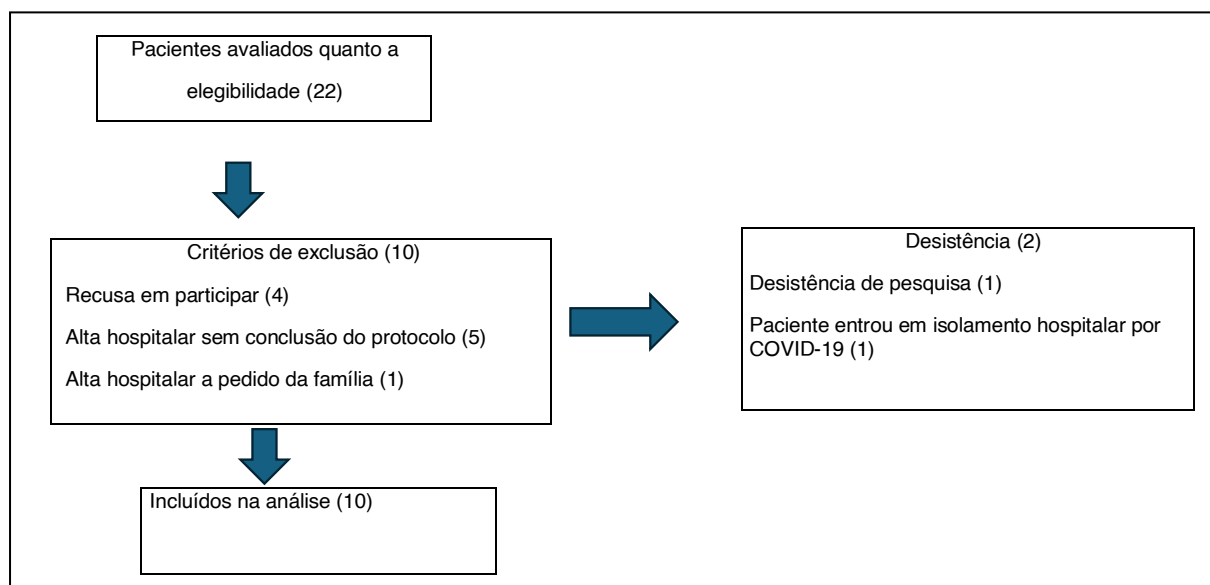 Pacientes avaliados quanto a
elegibilidade (22)
Critérios de exclusão (10)
Recusa em participar (4)
Alta hospitalar sem conclusão do protocolo (5)
Alta hospitalar a pedido da família (1)
Desistência (2)
Desistência de pesquisa (1)
Paciente entrou em isolamento hospitalar por
COVID-19 (1)
Incluídos na análise (10)